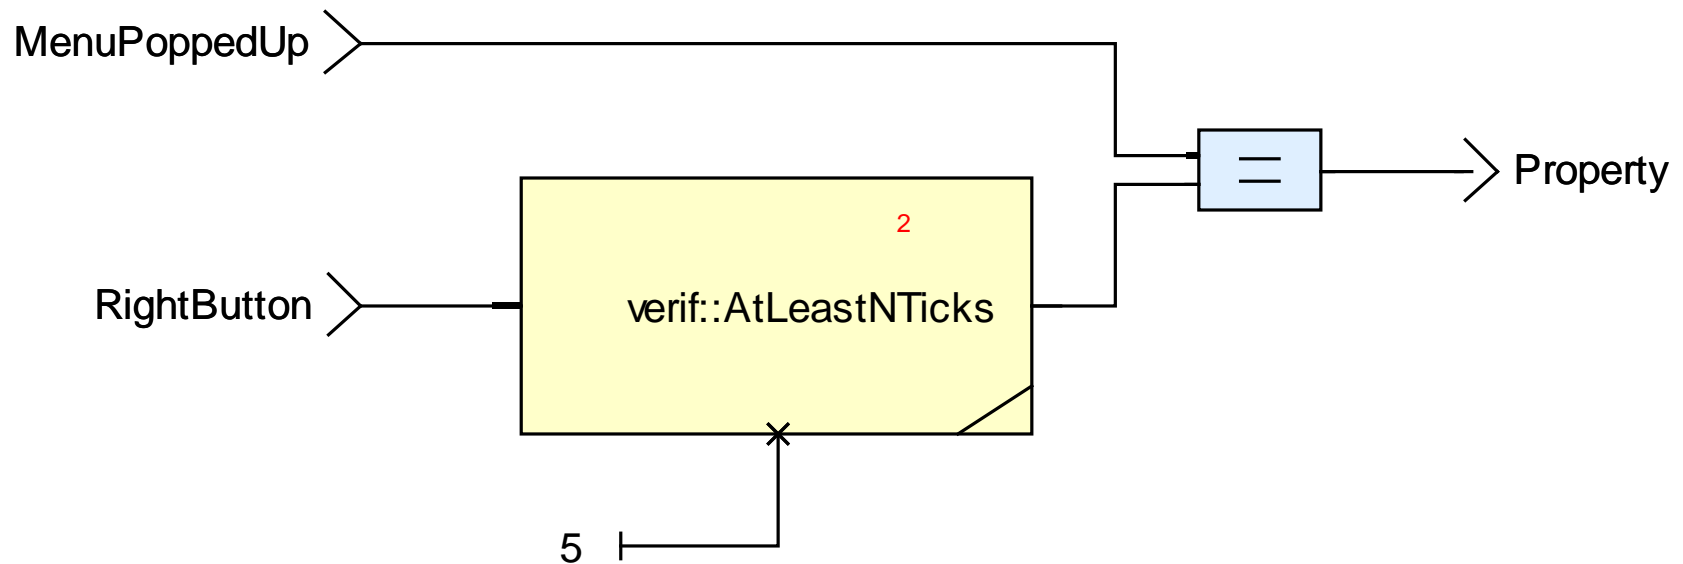 MenuPoppedUp
=
Property
2
RightButton
verif::AtLeastNTicks
5